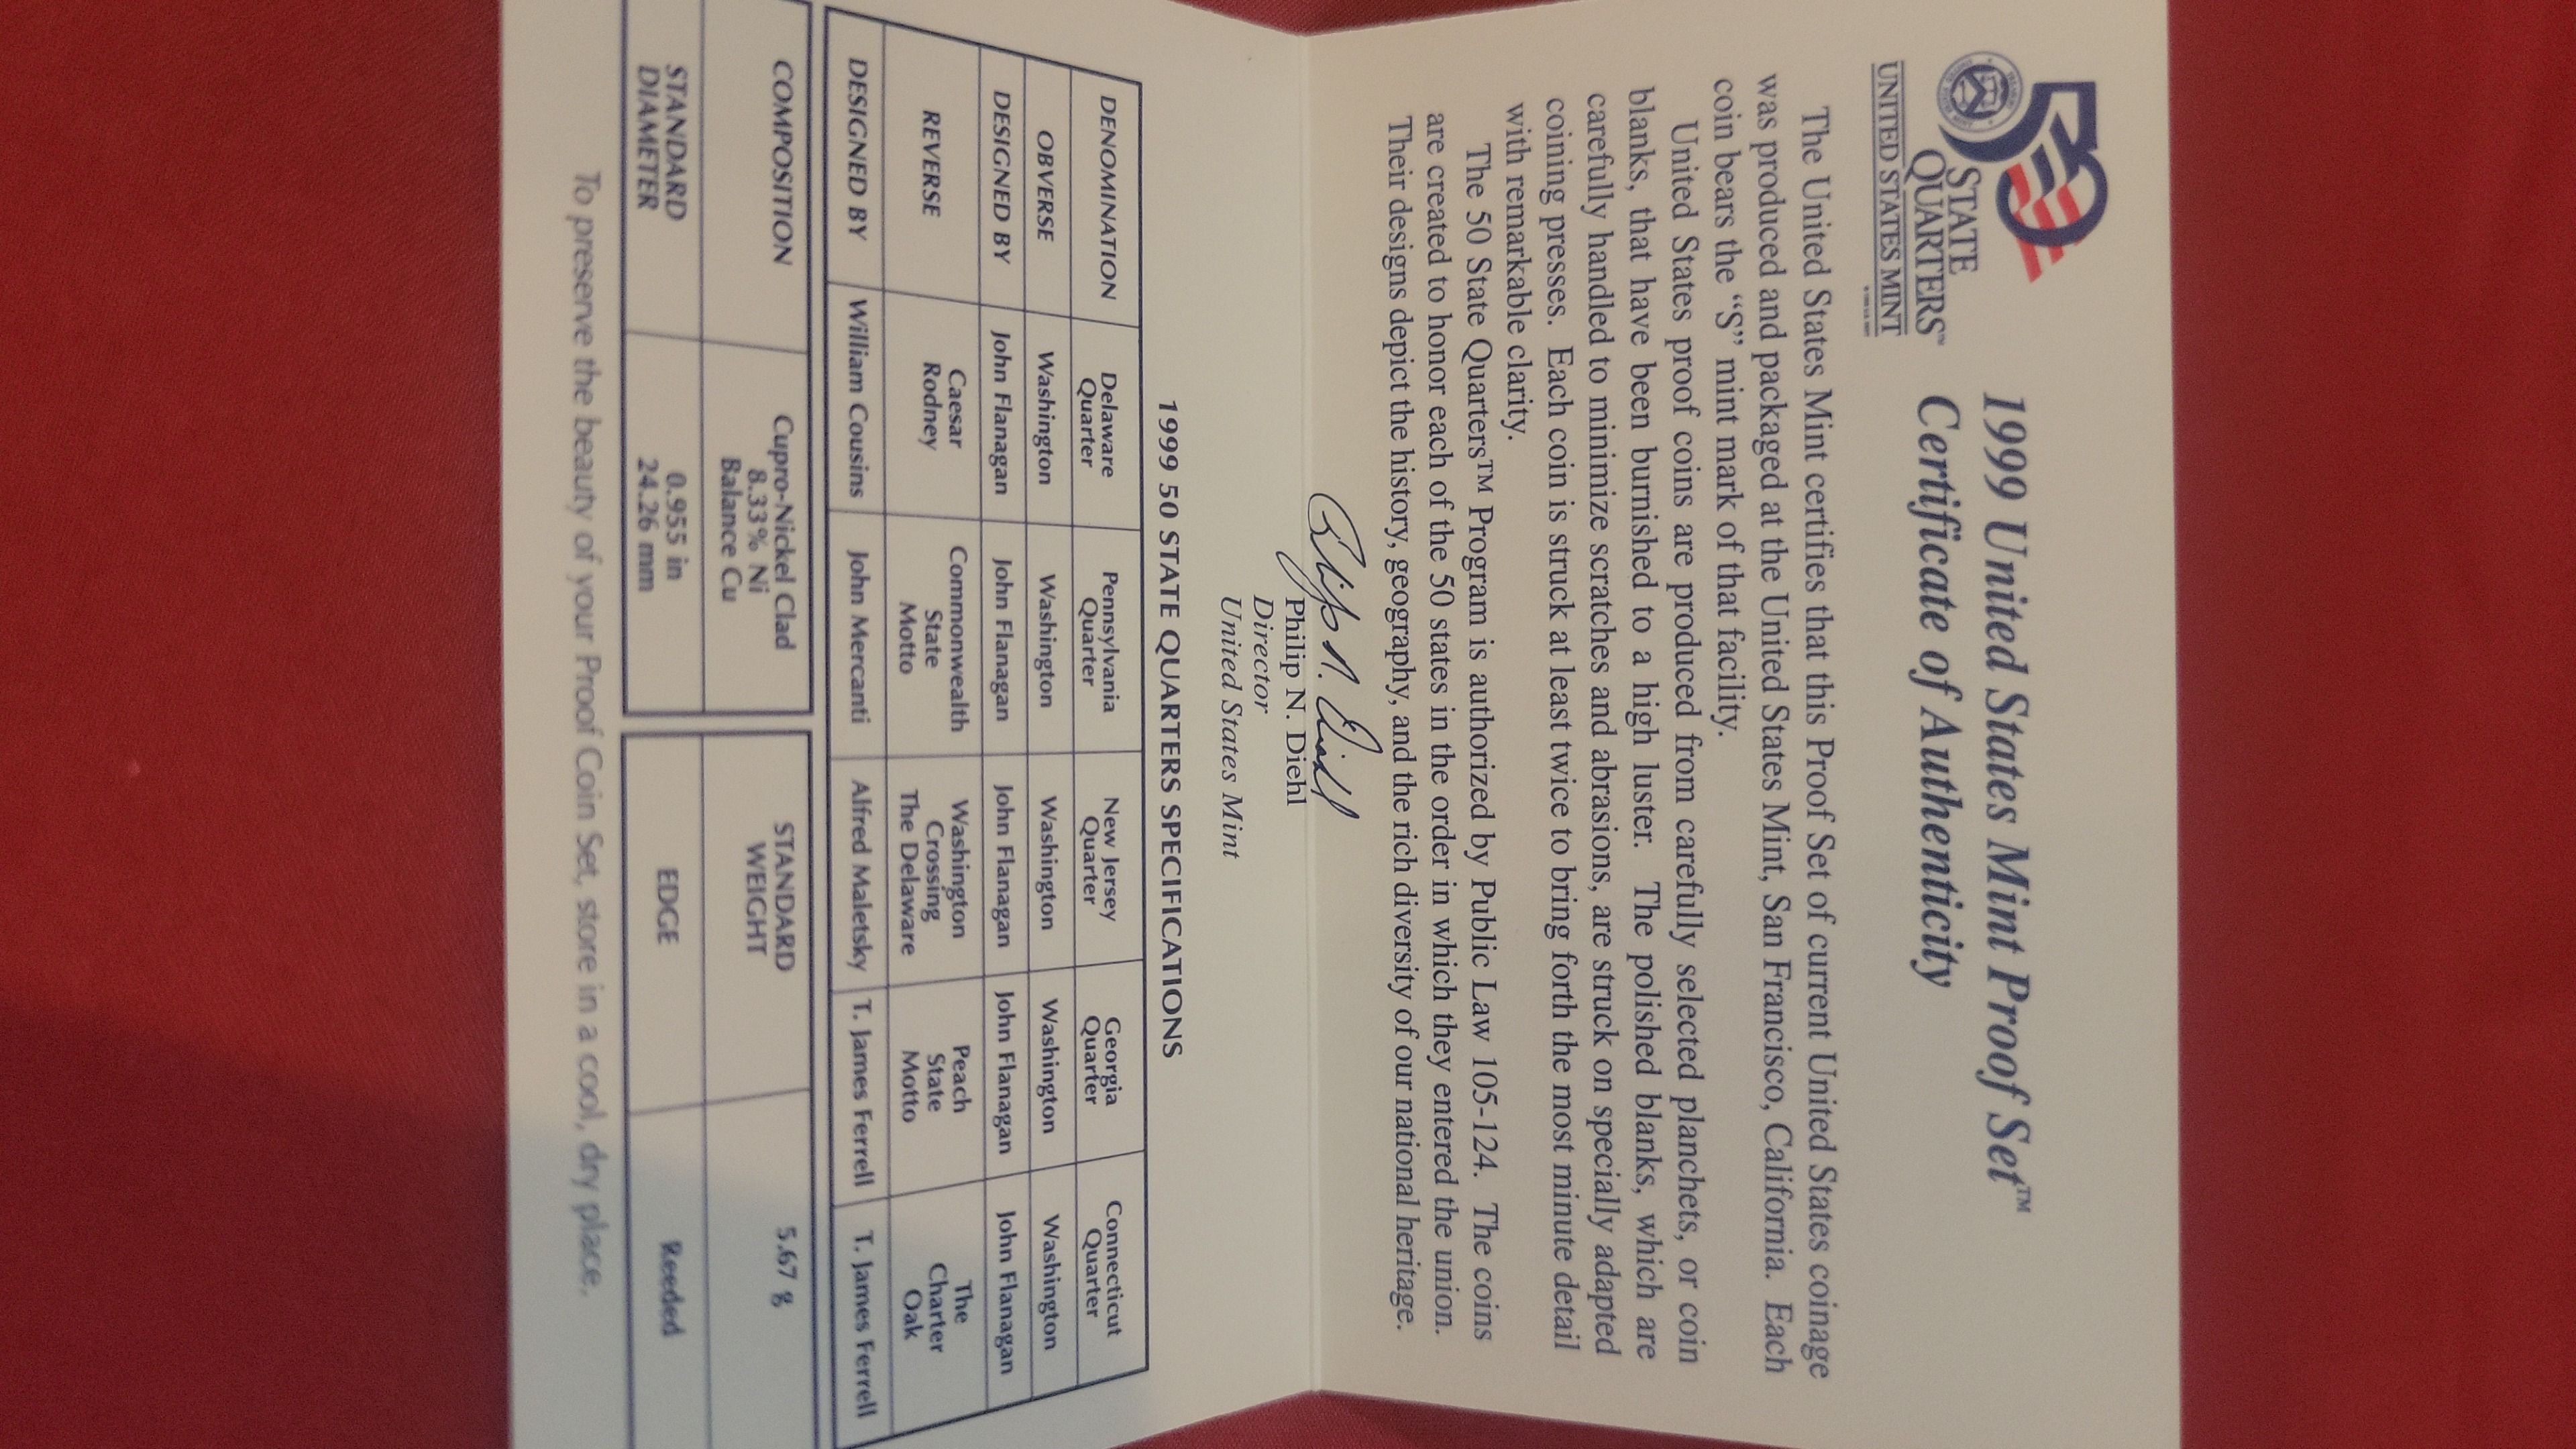 50
STATE
QUARTERS™
UNITED STATES MINT
1999 United States Mint Proof Set™
Certificate of Authenticity
The United States Mint certifies that this Proof Set of current United States coinage
was produced and packaged at the United States Mint, San Francisco, California. Each
coin bears the “S” mint mark of that facility.
United States proof coins are produced from carefully selected planchets, or coin
blanks, that have been burnished to a high luster. The polished blanks, which are
carefully handled to minimize scratches and abrasions, are struck on specially adapted
coining presses. Each coin is struck at least twice to bring forth the most minute detail
with remarkable clarity.
The 50 State Quarters™ Program is authorized by Public Law 105-124. The coins
are created to honor each of the 50 states in the order in which they entered the union.
Their designs depict the history, geography, and the rich diversity of our national heritage.
Philip N. Diehl
Philip N. Diehl
Director
United States Mint
1999 50 STATE QUARTERS SPECIFICATIONS
DENOMINATION Delaware Quarter Pennsylvania Quarter New Jersey Quarter Georgia Quarter Connecticut Quarter
OBVERSE Washington Washington Washington Washington Washington
DESIGNED BY John Flanagan John Flanagan John Flanagan John Flanagan John Flanagan
REVERSE Caesar Rodney Commonwealth State Motto Washington Crossing The Delaware Peach State Motto The Charter Oak
DESIGNED BY William Cousins John Mercanti Alfred Maletsky T. James Ferrell T. James Ferrell
COMPOSITION Cupro-Nickel Clad 8.33% Ni Balance Cu STANDARD WEIGHT 5.67 g
STANDARD DIAMETER 0.955 in 24.26 mm EDGE Reeded
To preserve the beauty of your Proof Coin Set, store in a cool, dry place.